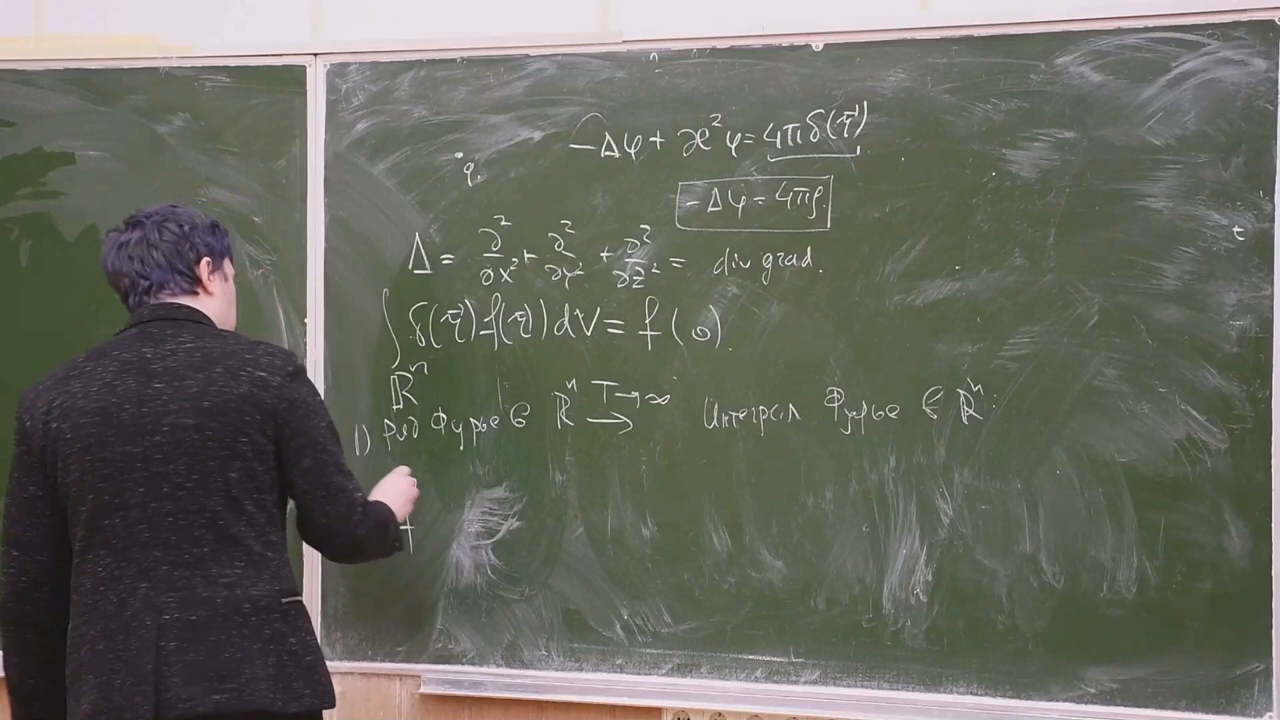 −Δφ + æ²φ = 4πδ(r⃗)
q.
−Δφ = 4πρ.
Δ = ∂²/∂x² + ∂²/∂y² + ∂²/∂z² = div grad.
∫ δ(r⃗) f(r⃗) dV = f(0).
ℝⁿ
1) Ряд Фурье в ℝⁿ T→∞ → Интеграл Фурье в ℝⁿ.
f
t